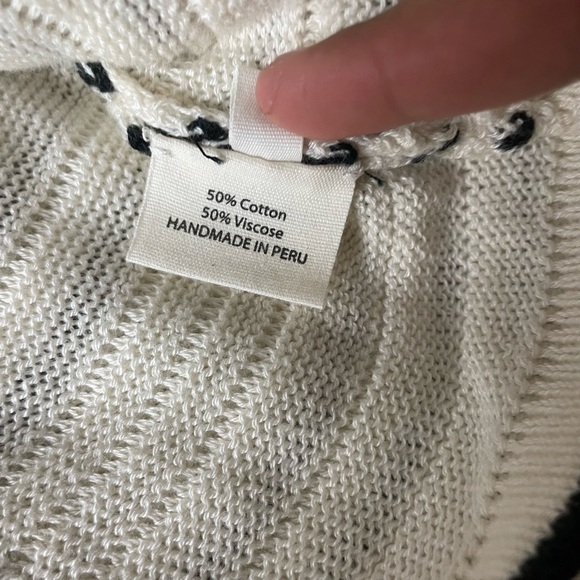 50% Cotton
50% Viscose
HANDMADE IN PERU